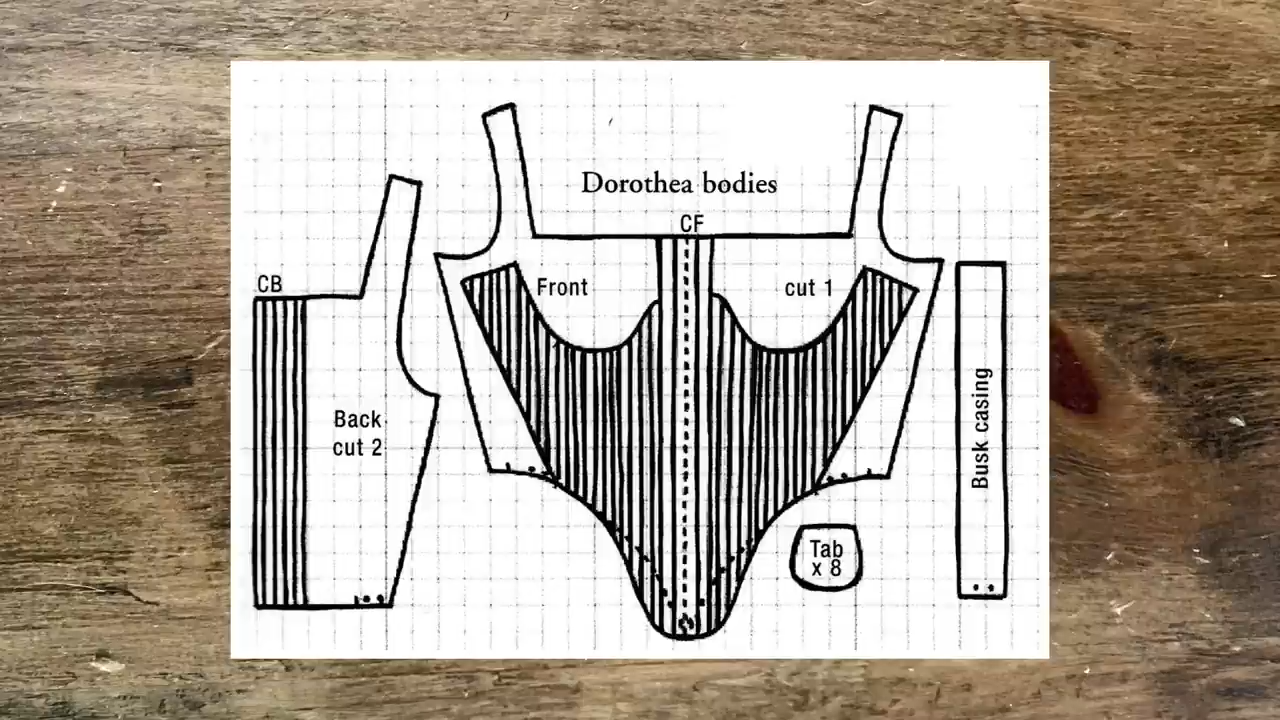 Dorothea bodies
CF
CB
Front
cut 1
Back
cut 2
Busk casing
Tab
x 8